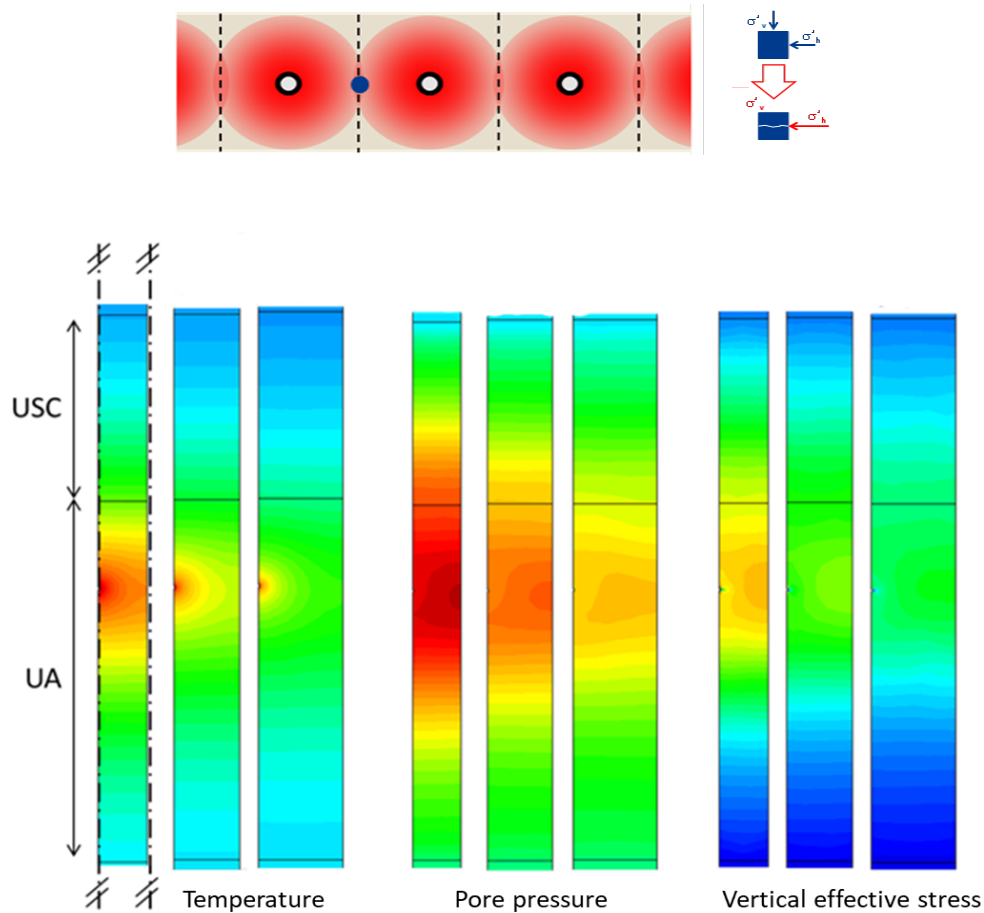 σ'v
σ'h
σ'v
σ'h
USC
UA
Temperature
Pore pressure
Vertical effective stress